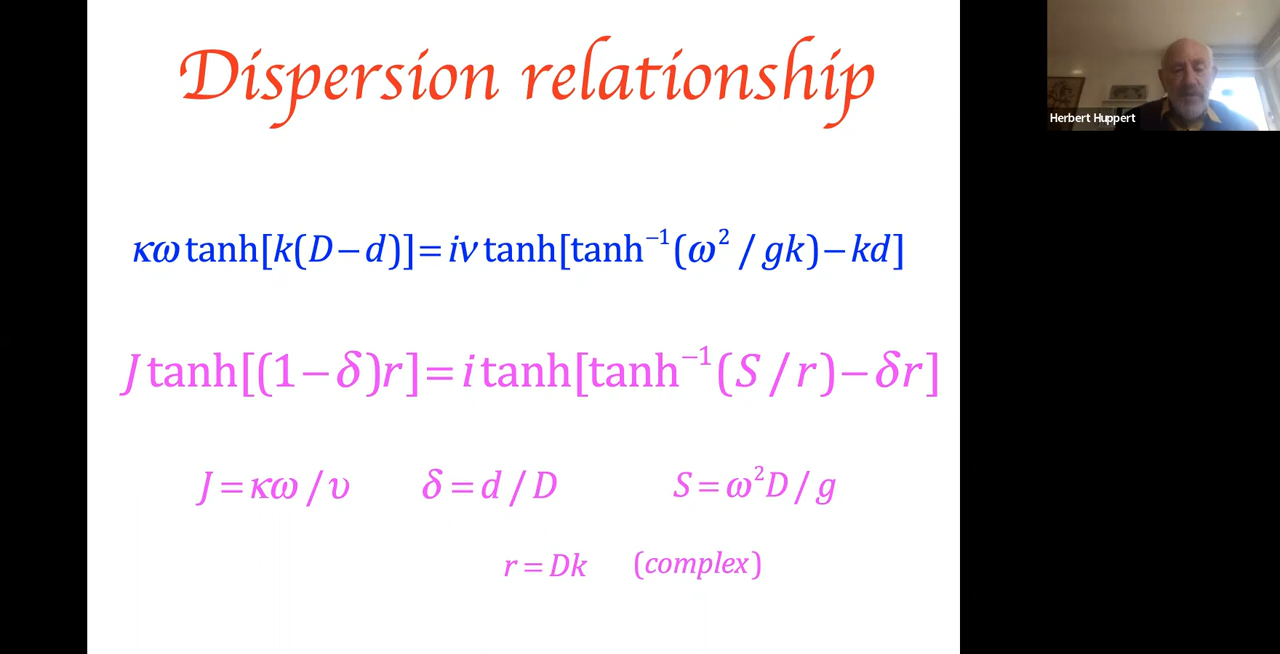 Dispersion relationship
Herbert Huppert
κω tanh[k(D−d)]=iν tanh[tanh⁻¹(ω² / gk)−kd]
J tanh[(1−δ)r]=i tanh[tanh⁻¹(S / r)−δr]
J=κω / υ δ=d / D S=ω²D / g
r=Dk (complex)